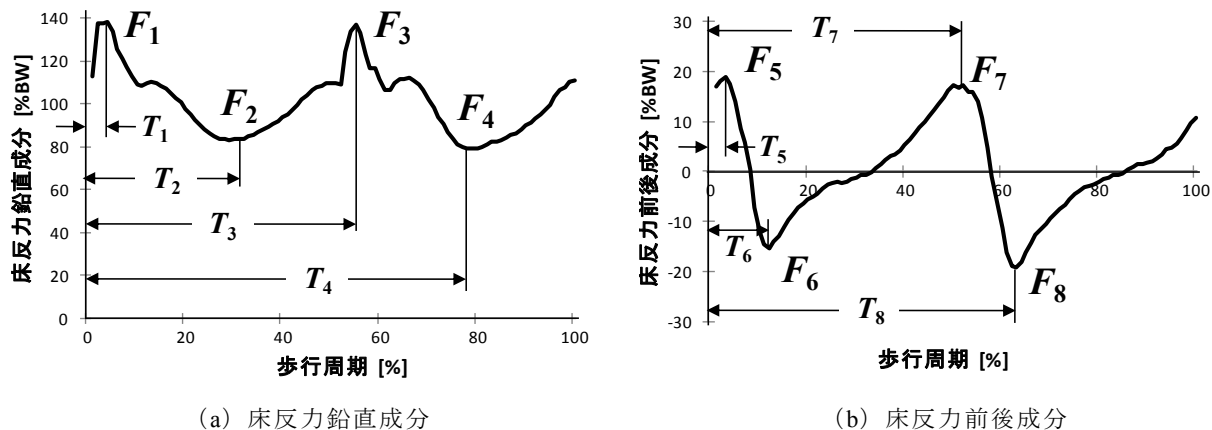 床反力鉛直成分 [%BW]
140
120
100
80
60
40
20
0
F1
F2
F3
F4
T1
T2
T3
T4
0 20 40 60 80 100
歩行周期 [%]
(a) 床反力鉛直成分
床反力前後成分 [%BW]
30
20
10
0
-10
-20
-30
F5
F6
F7
F8
T7
T5
T6
T8
0 20 40 60 80 100
歩行周期 [%]
(b) 床反力前後成分